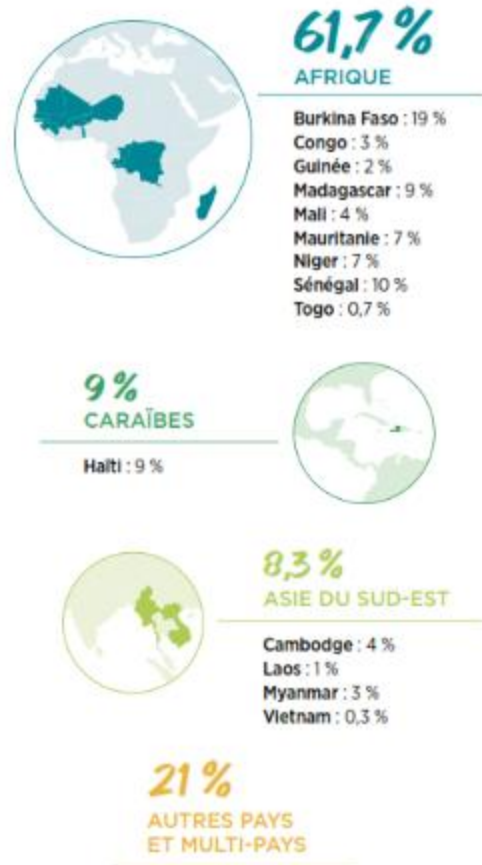 61,7 %
AFRIQUE
Burkina Faso : 19 %
Congo : 3 %
Guinée : 2 %
Madagascar : 9 %
Mali : 4 %
Mauritanie : 7 %
Niger : 7 %
Sénégal : 10 %
Togo : 0,7 %
9 %
CARAÏBES
Haïti : 9 %
8,3 %
ASIE DU SUD-EST
Cambodge : 4 %
Laos : 1 %
Myanmar : 3 %
Vietnam : 0,3 %
21 %
AUTRES PAYS
ET MULTI-PAYS